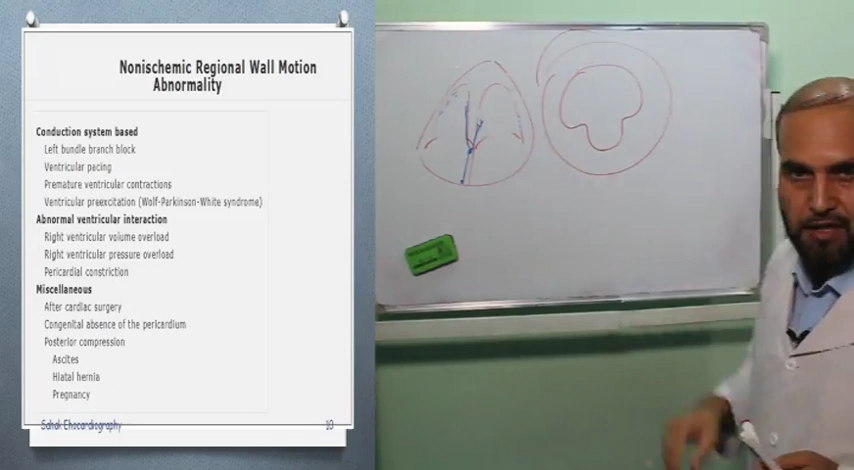 Nonischemic Regional Wall Motion
Abnormality
Conduction system based
Left bundle branch block
Ventricular pacing
Premature ventricular contractions
Ventricular preexcitation (Wolf-Parkinson-White syndrome)
Abnormal ventricular interaction
Right ventricular volume overload
Right ventricular pressure overload
Pericardial constriction
Miscellaneous
After cardiac surgery
Congenital absence of the pericardium
Posterior compression
Ascites
Hiatal hernia
Pregnancy
Sahak Ehocardiography 10